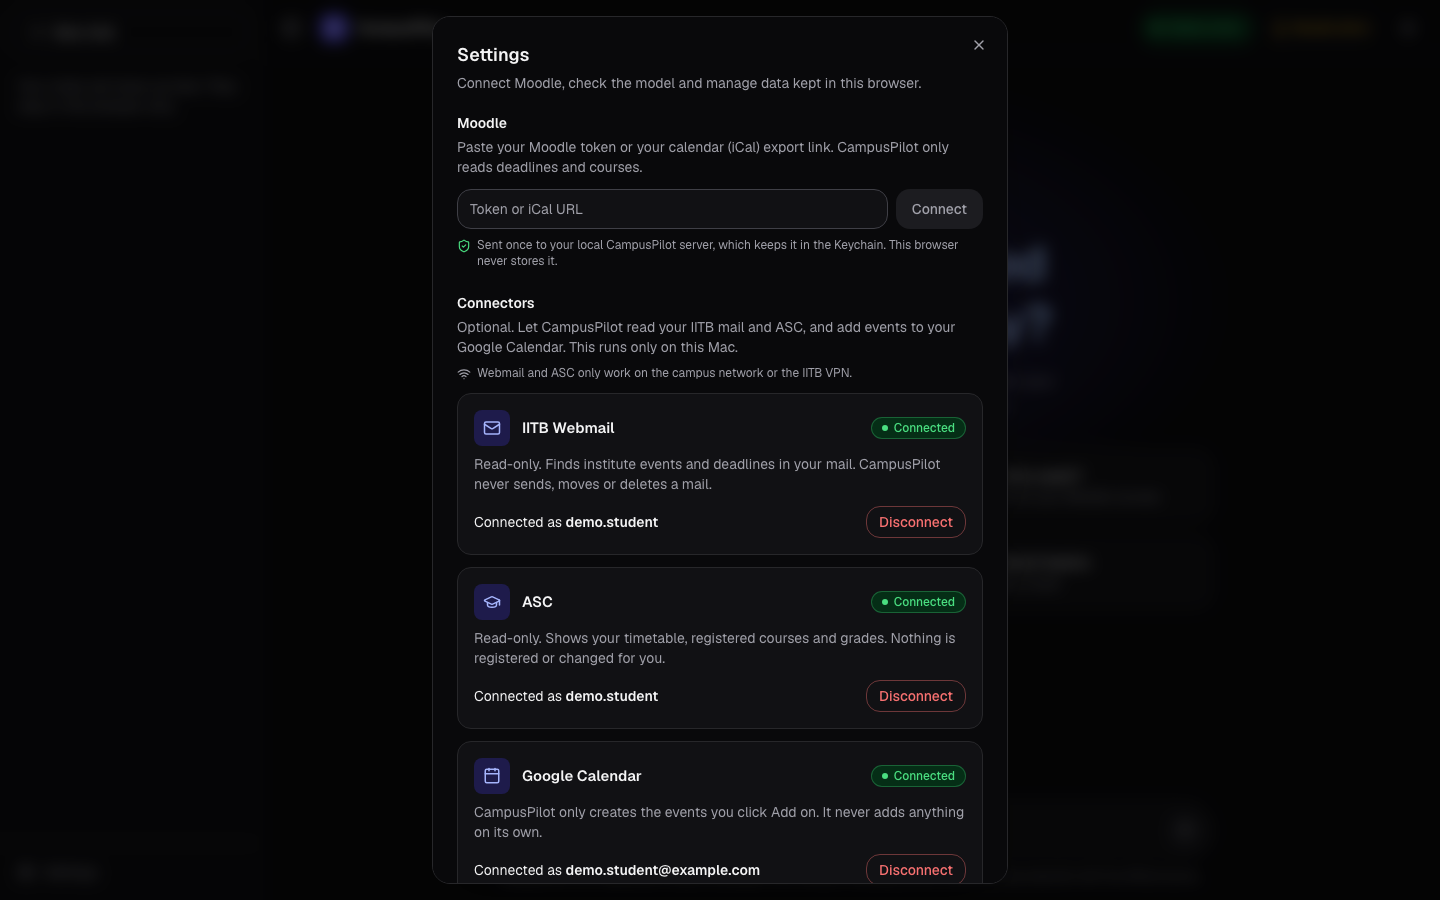 Settings
Connect Moodle, check the model and manage data kept in this browser.
Moodle
Paste your Moodle token or your calendar (iCal) export link. CampusPilot only
reads deadlines and courses.
Token or iCal URL
Connect
Sent once to your local CampusPilot server, which keeps it in the Keychain. This browser
never stores it.
Connectors
Optional. Let CampusPilot read your IITB mail and ASC, and add events to your
Google Calendar. This runs only on this Mac.
Webmail and ASC only work on the campus network or the IITB VPN.
IITB Webmail
Connected
Read-only. Finds institute events and deadlines in your mail. CampusPilot
never sends, moves or deletes a mail.
Connected as demo.student
Disconnect
ASC
Connected
Read-only. Shows your timetable, registered courses and grades. Nothing is
registered or changed for you.
Connected as demo.student
Disconnect
Google Calendar
Connected
CampusPilot only creates the events you click Add on. It never adds anything
on its own.
Connected as demo.student@example.com
Disconnect